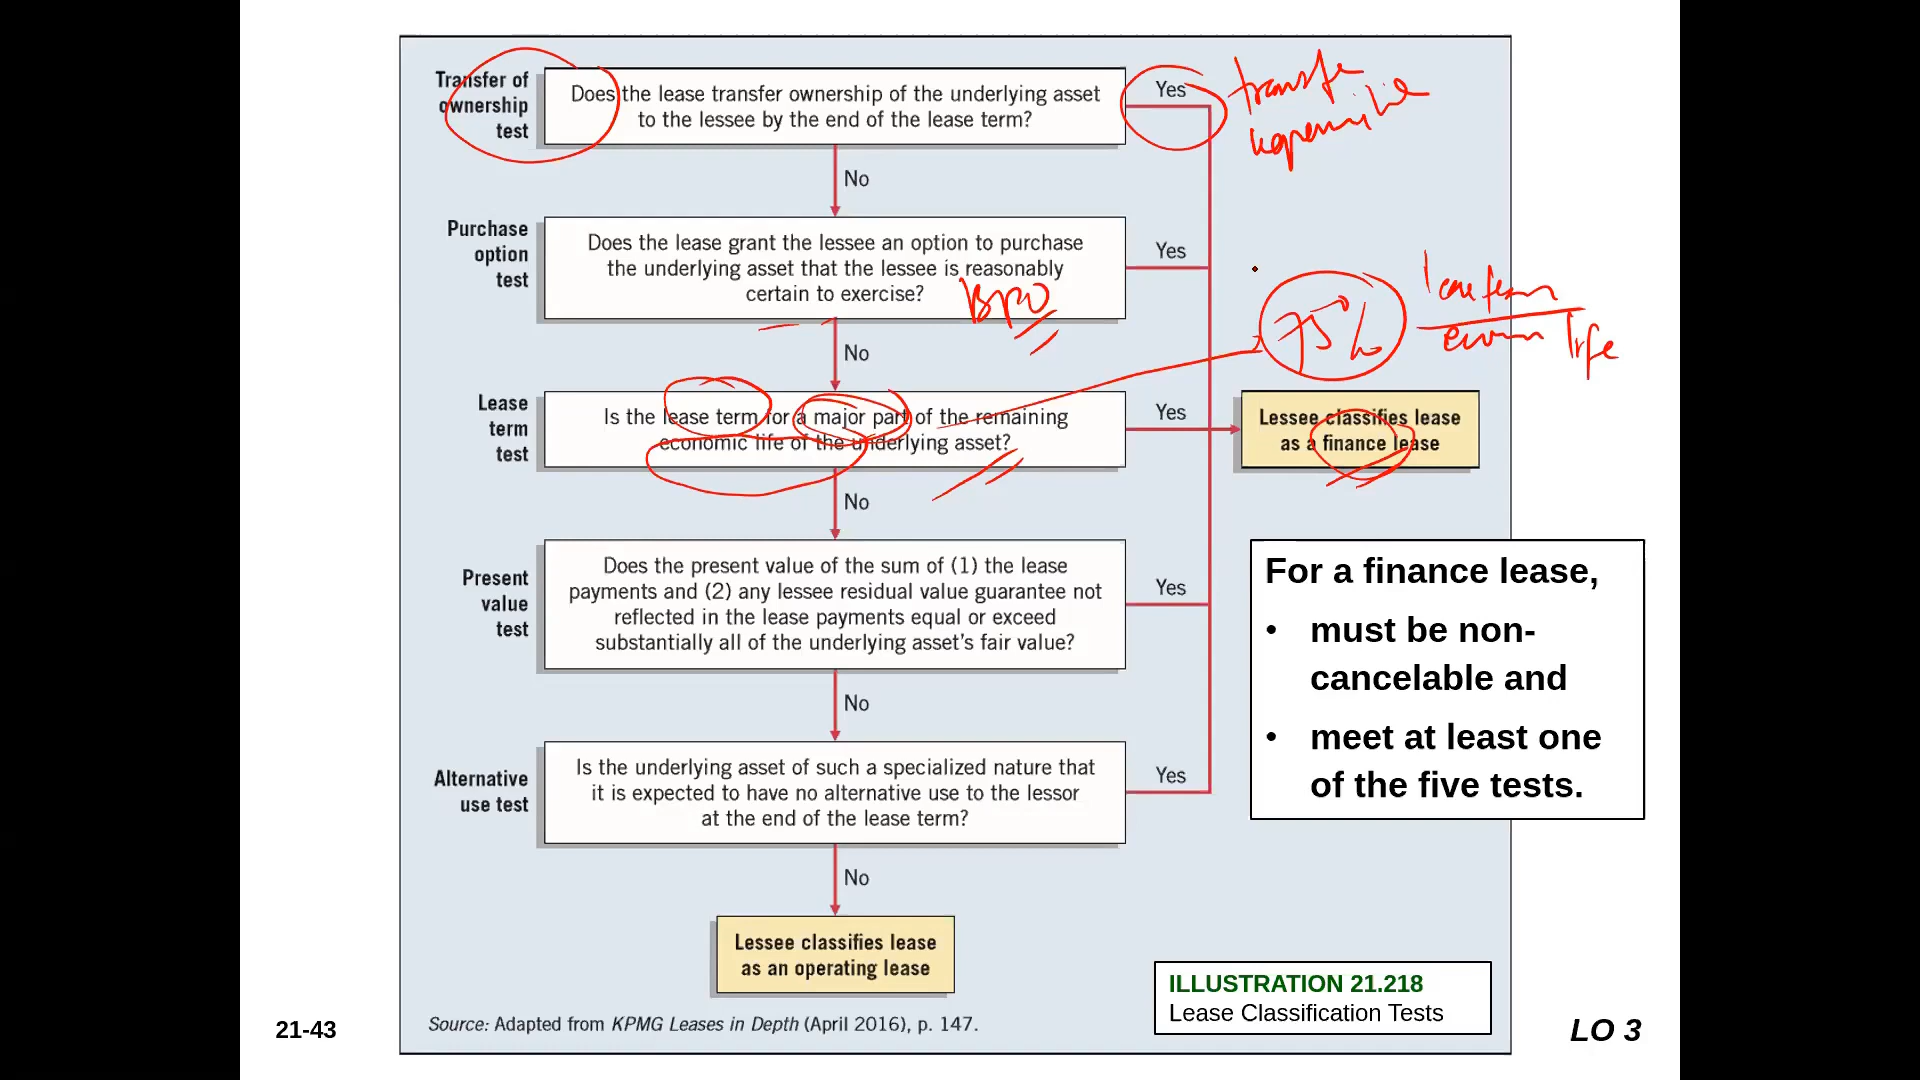 Transfer of
ownership
test
Does the lease transfer ownership of the underlying asset
to the lessee by the end of the lease term?
Yes
No
Purchase
option
test
Does the lease grant the lessee an option to purchase
the underlying asset that the lessee is reasonably
certain to exercise?
BPO
Yes
75%
No
Lease
term
test
Is the lease term for a major part of the remaining
economic life of the underlying asset?
Yes
Lessee classifies lease
as a finance lease
No
Present
value
test
Does the present value of the sum of (1) the lease
payments and (2) any lessee residual value guarantee not
reflected in the lease payments equal or exceed
substantially all of the underlying asset's fair value?
Yes
For a finance lease,
• must be non-
cancelable and
• meet at least one
of the five tests.
No
Alternative
use test
Is the underlying asset of such a specialized nature that
it is expected to have no alternative use to the lessor
at the end of the lease term?
Yes
No
Lessee classifies lease
as an operating lease
ILLUSTRATION 21.218
Lease Classification Tests
Source: Adapted from KPMG Leases in Depth (April 2016), p. 147.
21-43
LO 3